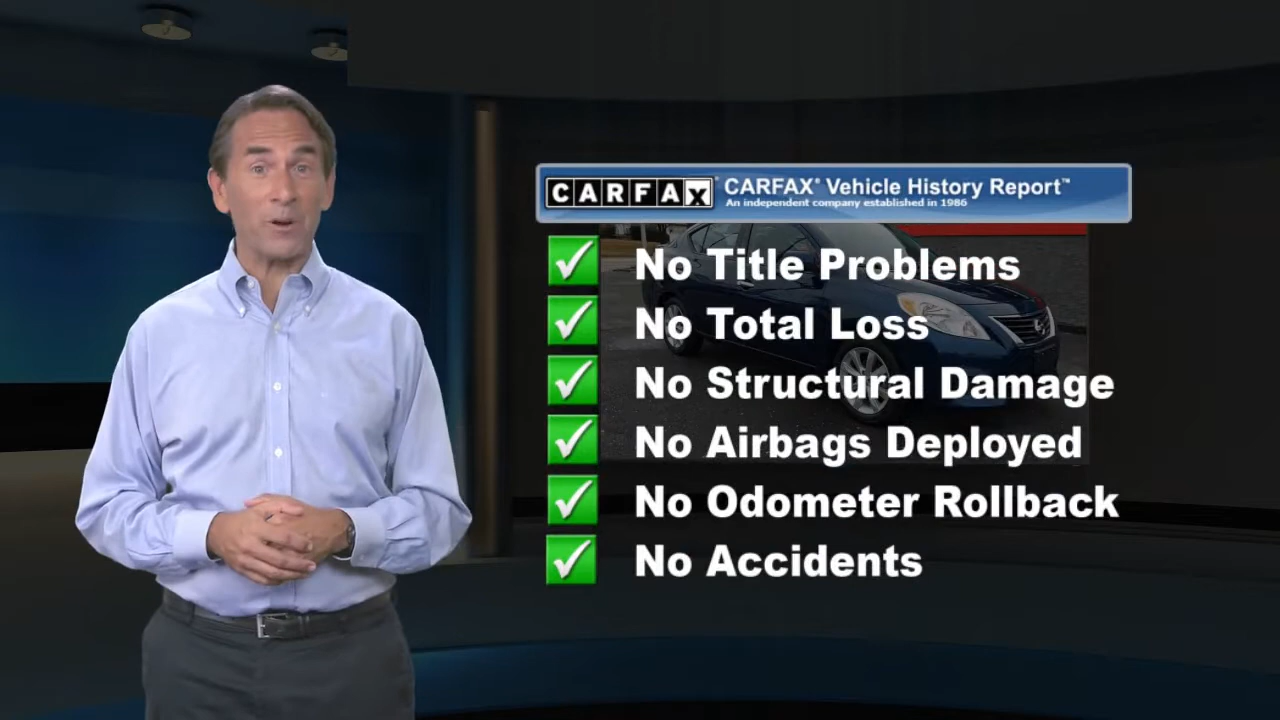 CARFAX
CARFAX® Vehicle History Report™
An independent company established in 1986
No Title Problems
No Total Loss
No Structural Damage
No Airbags Deployed
No Odometer Rollback
No Accidents